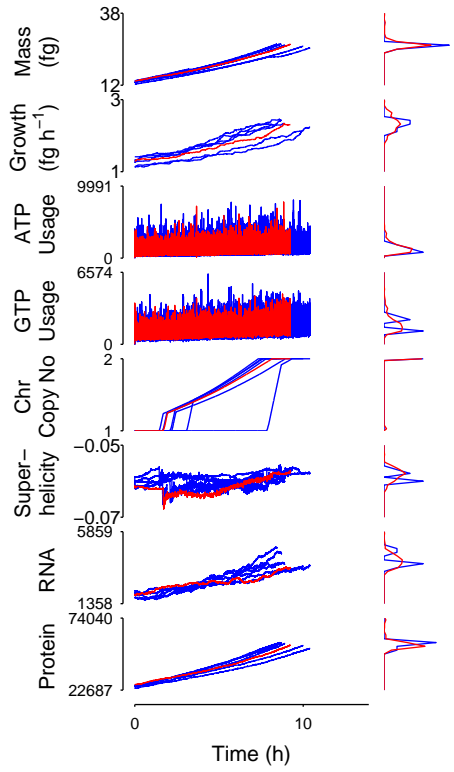 38
Mass
(fg)
12
3
Growth
(fg h⁻¹)
1
9991
ATP
Usage
0
6574
GTP
Usage
0
2
Chr
Copy No
1
−0.05
Super−
helicity
−0.07
5859
RNA
1358
74040
Protein
22687
0 10
Time (h)